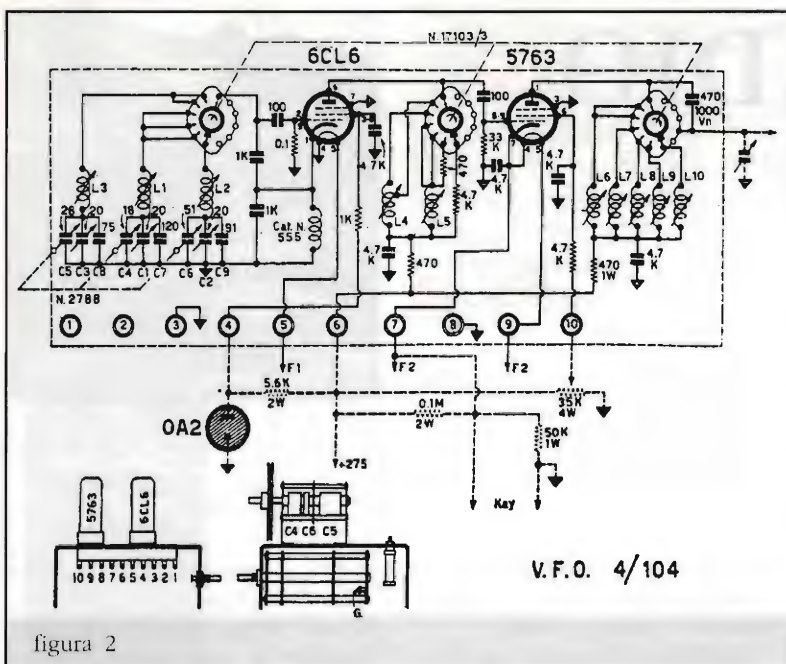 N.17103/3
6CL6
5763
100
0.1
1K
1K
Cat. N.
555
4.7K
1K
100
33
K
4.7
K
470
4.7
K
4.7
K
470
4.7
K
4.7
K
470
1000
Vn
470
1W
4.7
K
L3
L1
L2
L4
L5
L6
L7
L8
L9
L10
26
20
75
18
20
120
51
20
91
C5
C3
C8
C4
C1
C7
C6
C2
C9
N.2788
1
2
3
4
5
6
7
8
9
10
F1
F2
F2
5.6K
2W
35K
4W
0.1M
2W
50K
1W
OA2
+275
Key
5763
6CL6
10 9 8 7 6 5 4 3 2 1
C4 C6 C5
G.
V.F.O. 4/104
figura 2